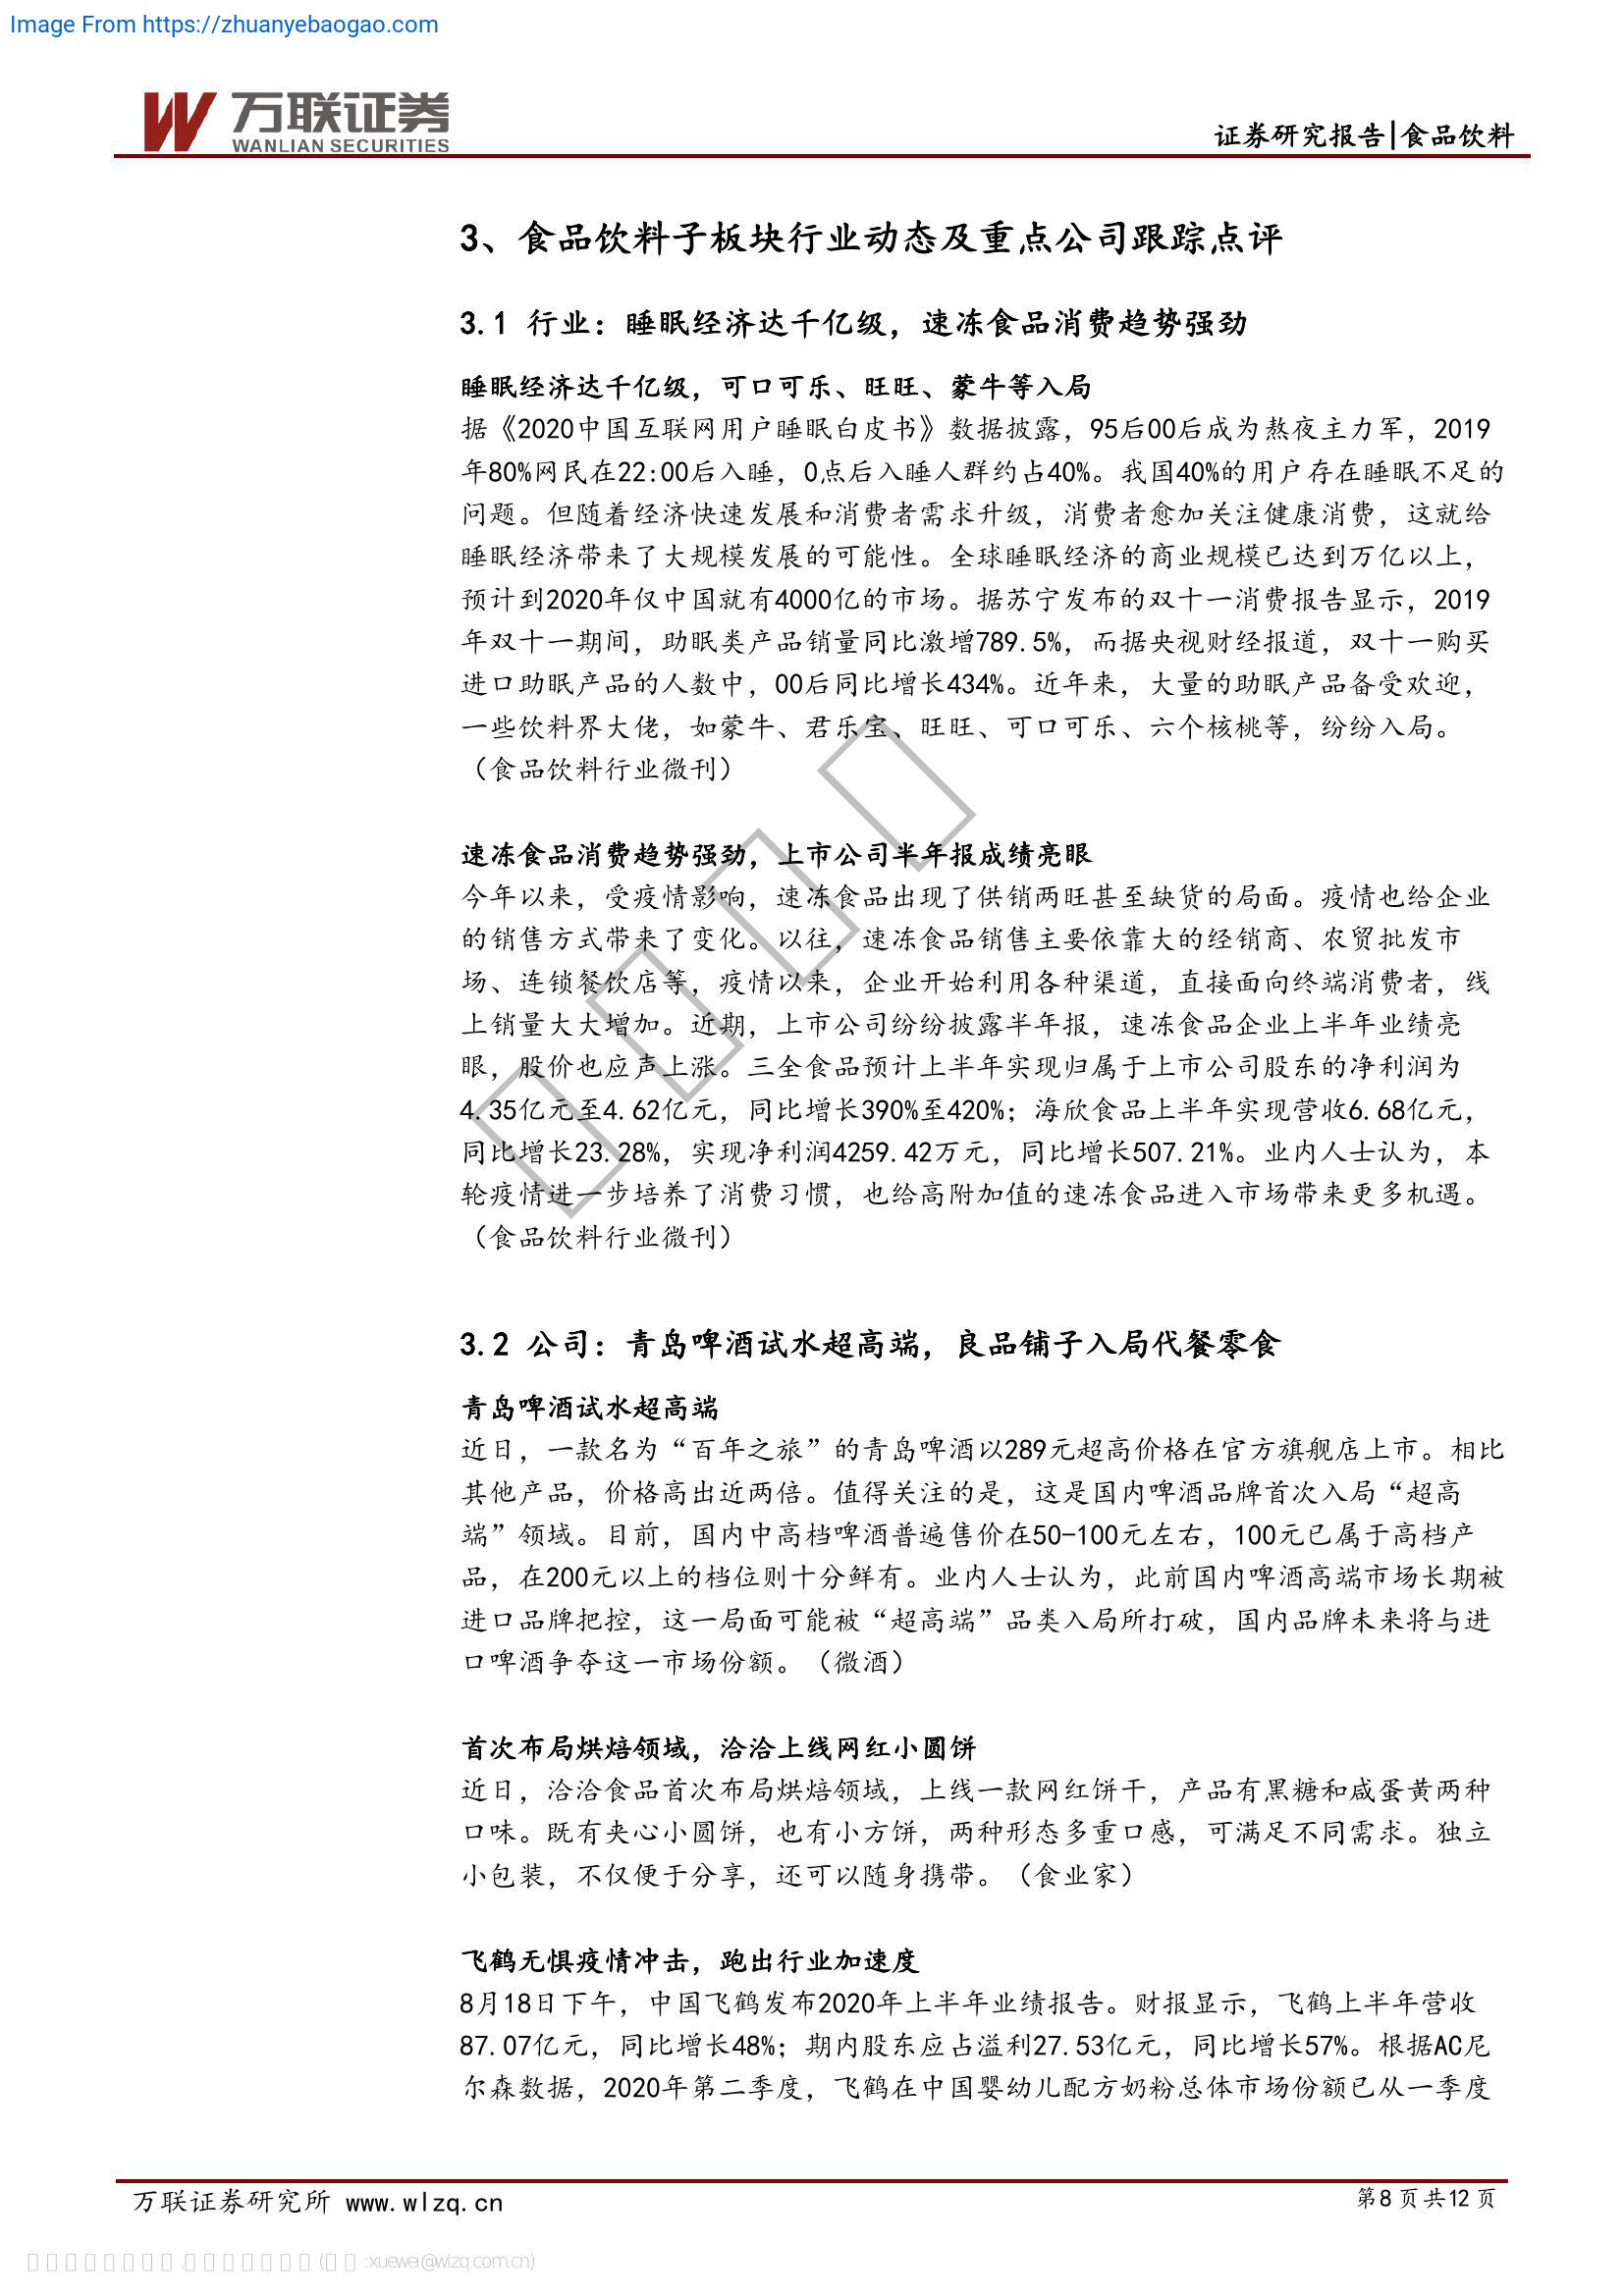 Image From https://zhuanyebaogao.com
万联证券
WANLIAN SECURITIES
证券研究报告|食品饮料
3、食品饮料子板块行业动态及重点公司跟踪点评
3.1 行业：睡眠经济达千亿级，速冻食品消费趋势强劲
睡眠经济达千亿级，可口可乐、旺旺、蒙牛等入局
据《2020中国互联网用户睡眠白皮书》数据披露，95后00后成为熬夜主力军，2019
年80%网民在22:00后入睡，0点后入睡人群约占40%。我国40%的用户存在睡眠不足的
问题。但随着经济快速发展和消费者需求升级，消费者愈加关注健康消费，这就给
睡眠经济带来了大规模发展的可能性。全球睡眠经济的商业规模已达到万亿以上，
预计到2020年仅中国就有4000亿的市场。据苏宁发布的双十一消费报告显示，2019
年双十一期间，助眠类产品销量同比激增789.5%，而据央视财经报道，双十一购买
进口助眠产品的人数中，00后同比增长434%。近年来，大量的助眠产品备受欢迎，
一些饮料界大佬，如蒙牛、君乐宝、旺旺、可口可乐、六个核桃等，纷纷入局。
（食品饮料行业微刊）
速冻食品消费趋势强劲，上市公司半年报成绩亮眼
今年以来，受疫情影响，速冻食品出现了供销两旺甚至缺货的局面。疫情也给企业
的销售方式带来了变化。以往，速冻食品销售主要依靠大的经销商、农贸批发市
场、连锁餐饮店等，疫情以来，企业开始利用各种渠道，直接面向终端消费者，线
上销量大大增加。近期，上市公司纷纷披露半年报，速冻食品企业上半年业绩亮
眼，股价也应声上涨。三全食品预计上半年实现归属于上市公司股东的净利润为
4.35亿元至4.62亿元，同比增长390%至420%；海欣食品上半年实现营收6.68亿元，
同比增长23.28%，实现净利润4259.42万元，同比增长507.21%。业内人士认为，本
轮疫情进一步培养了消费习惯，也给高附加值的速冻食品进入市场带来更多机遇。
（食品饮料行业微刊）
3.2 公司：青岛啤酒试水超高端，良品铺子入局代餐零食
青岛啤酒试水超高端
近日，一款名为“百年之旅”的青岛啤酒以289元超高价格在官方旗舰店上市。相比
其他产品，价格高出近两倍。值得关注的是，这是国内啤酒品牌首次入局“超高
端”领域。目前，国内中高档啤酒普遍售价在50-100元左右，100元已属于高档产
品，在200元以上的档位则十分鲜有。业内人士认为，此前国内啤酒高端市场长期被
进口品牌把控，这一局面可能被“超高端”品类入局所打破，国内品牌未来将与进
口啤酒争夺这一市场份额。（微酒）
首次布局烘焙领域，洽洽上线网红小圆饼
近日，洽洽食品首次布局烘焙领域，上线一款网红饼干，产品有黑糖和咸蛋黄两种
口味。既有夹心小圆饼，也有小方饼，两种形态多重口感，可满足不同需求。独立
小包装，不仅便于分享，还可以随身携带。（食业家）
飞鹤无惧疫情冲击，跑出行业加速度
8月18日下午，中国飞鹤发布2020年上半年业绩报告。财报显示，飞鹤上半年营收
87.07亿元，同比增长48%；期内股东应占溢利27.53亿元，同比增长57%。根据AC尼
尔森数据，2020年第二季度，飞鹤在中国婴幼儿配方奶粉总体市场份额已从一季度
万联证券研究所 www.wlzq.cn
第8页共12页
:xuewei@wlzq.com.cn)